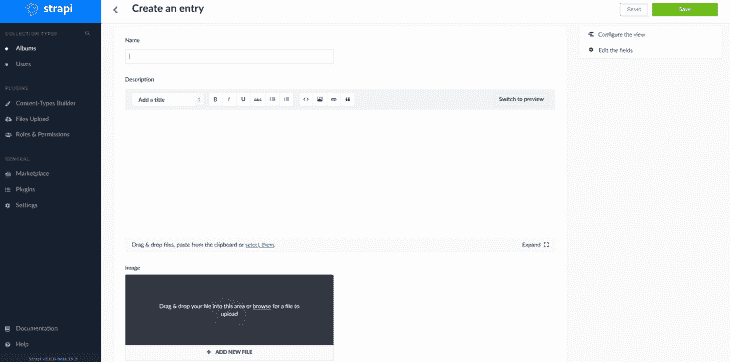 strapi
Create an entry
Reset
Save
COLLECTION TYPES
Albums
Users
PLUGINS
Content-Types Builder
Files Upload
Roles & Permissions
GENERAL
Marketplace
Plugins
Settings
Documentation
Help
Name
Description
Add a title
B I U ABC
Switch to preview
Drag & drop files, paste from the clipboard or select them.
Expand
Image
Drag & drop your file into this area or browse for a file to
upload
+ ADD NEW FILE
Configure the view
Edit the fields